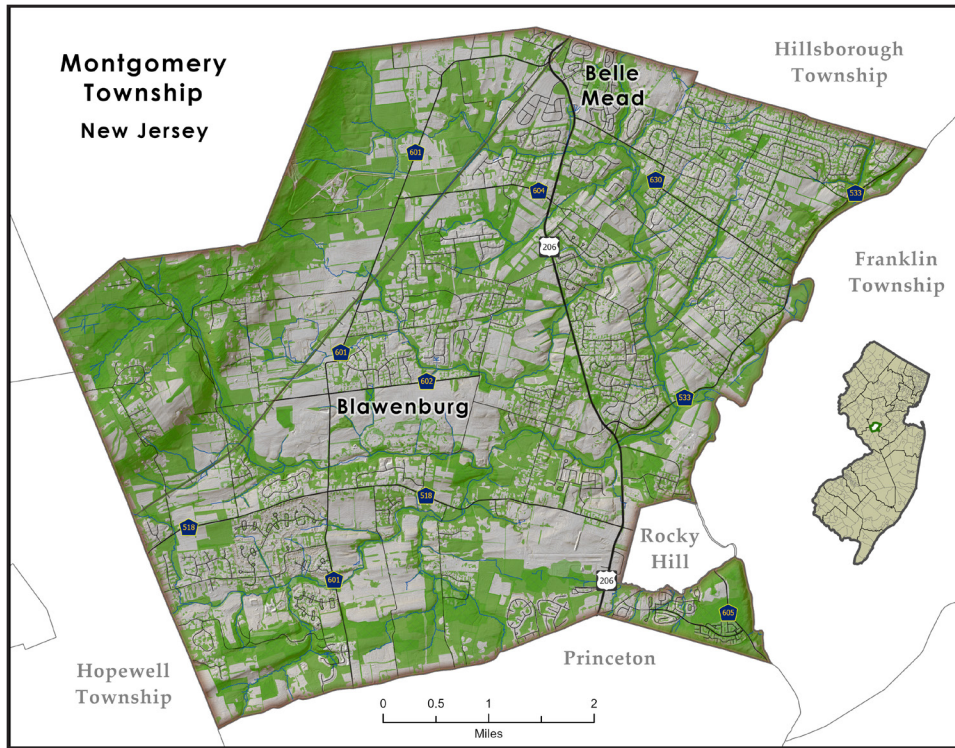 Montgomery
Township
New Jersey
Hillsborough
Township
Belle
Mead
601
604
630
533
206
Franklin
Township
601
602
Blawenburg
533
518
518
Rocky
Hill
601
206
605
Princeton
Hopewell
Township
0 0.5 1 2
Miles